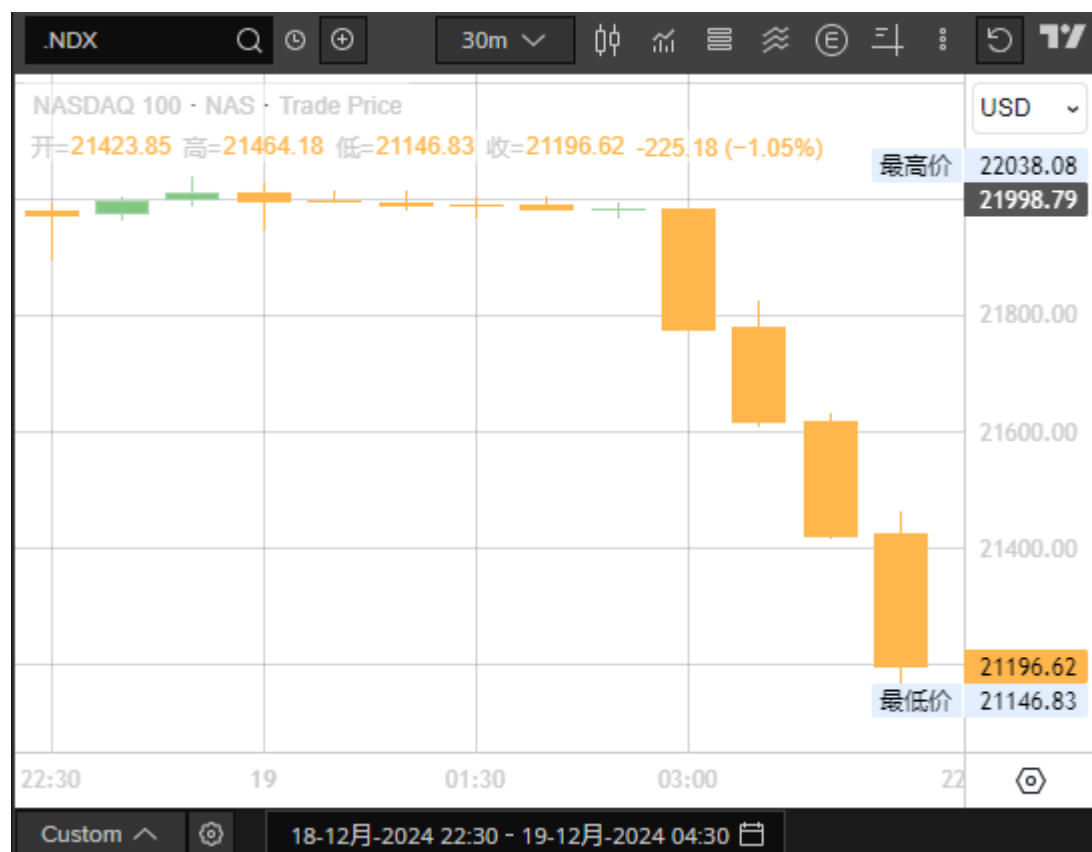 .NDX 30m
NASDAQ 100 · NAS · Trade Price
USD
开=21423.85 高=21464.18 低=21146.83 收=21196.62 -225.18 (−1.05%)
最高价 22038.08
21998.79
21800.00
21600.00
21400.00
21196.62
最低价 21146.83
22:30 19 01:30 03:00 22
Custom 18-12月-2024 22:30 - 19-12月-2024 04:30